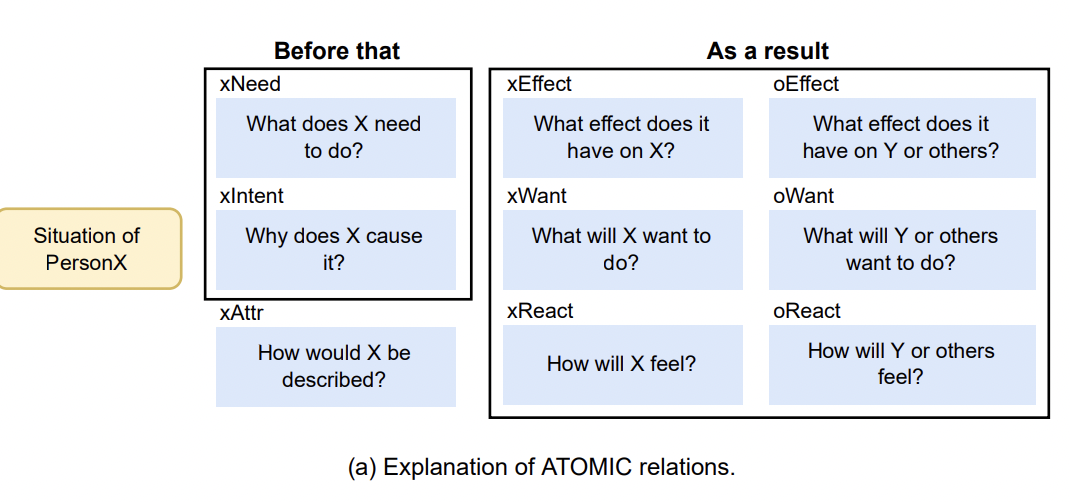 Before that
As a result
xNeed
What does X need
to do?
xIntent
Why does X cause
it?
xAttr
How would X be
described?
Situation of
PersonX
xEffect
What effect does it
have on X?
oEffect
What effect does it
have on Y or others?
xWant
What will X want to
do?
oWant
What will Y or others
want to do?
xReact
How will X feel?
oReact
How will Y or others
feel?
(a) Explanation of ATOMIC relations.